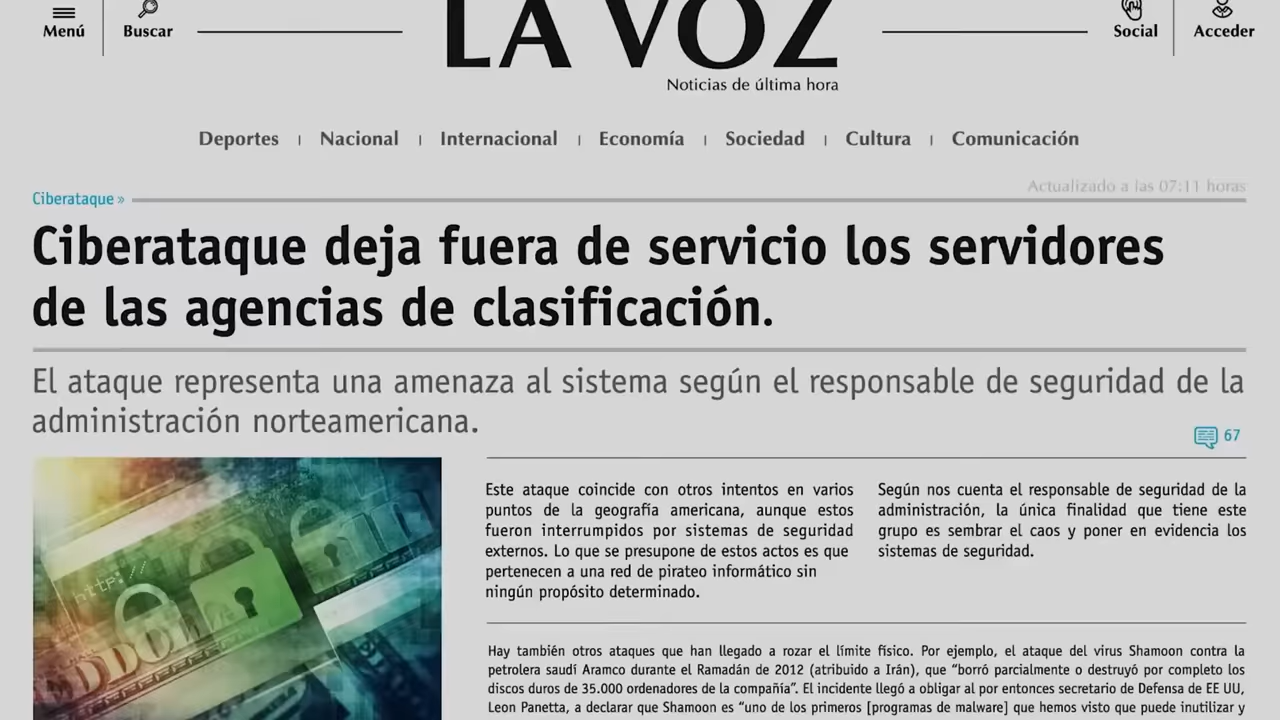 Menú
Buscar
LA VOZ
Social
Acceder
Noticias de última hora
Deportes
Nacional
Internacional
Economía
Sociedad
Cultura
Comunicación
Actualizado a las 07:11 horas
Ciberataque »
Ciberataque deja fuera de servicio los servidores
de las agencias de clasificación.
El ataque representa una amenaza al sistema según el responsable de seguridad de la
administración norteamericana.
67
http://
Este ataque coincide con otros intentos en varios
puntos de la geografía americana, aunque estos
fueron interrumpidos por sistemas de seguridad
externos. Lo que se presupone de estos actos es que
pertenecen a una red de pirateo informático sin
ningún propósito determinado.
Según nos cuenta el responsable de seguridad de la
administración, la única finalidad que tiene este
grupo es sembrar el caos y poner en evidencia los
sistemas de seguridad.
Hay también otros ataques que han llegado a rozar el límite físico. Por ejemplo, el ataque del virus Shamoon contra la
petrolera saudí Aramco durante el Ramadán de 2012 (atribuido a Irán), que “borró parcialmente o destruyó por completo los
discos duros de 35.000 ordenadores de la compañía”. El incidente llegó a obligar al por entonces secretario de Defensa de EE UU,
Leon Panetta, a declarar que Shamoon es “uno de los primeros [programas de malware] que hemos visto que puede inutilizar y